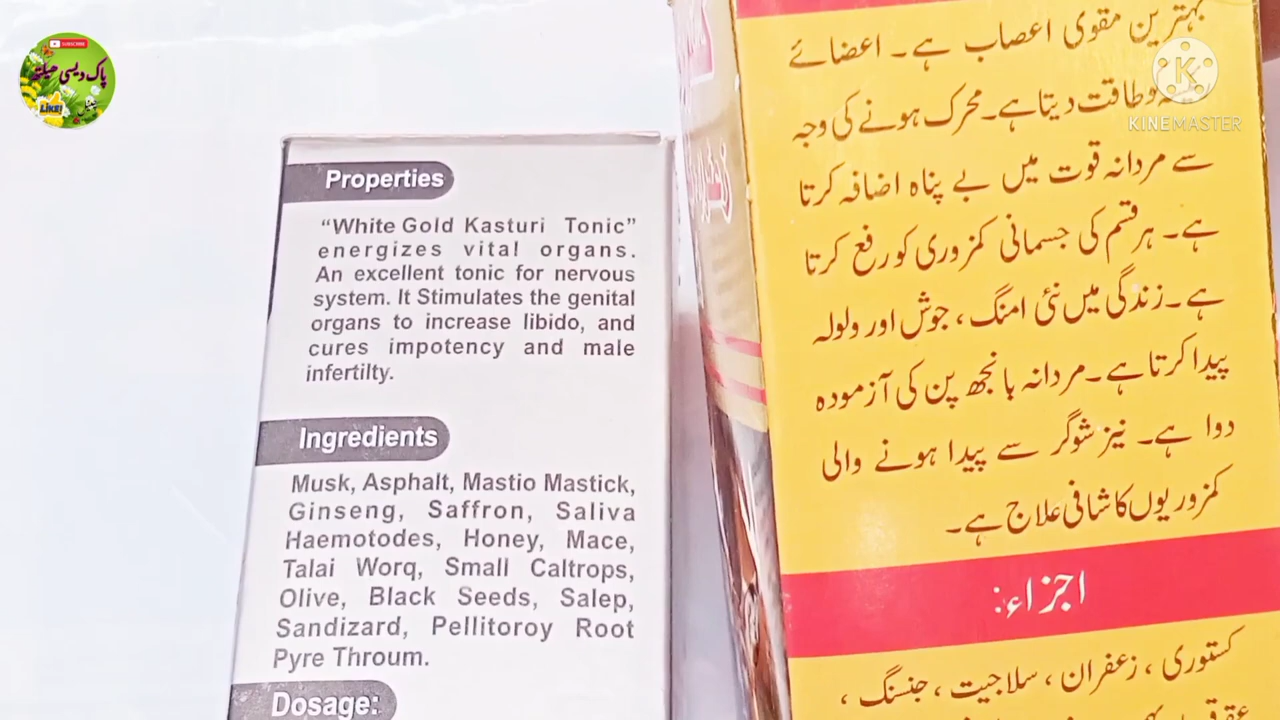 SUBSCRIBE
پاک دیسی ہیلتھ
LIKE!
KINEMASTER
Properties
“White Gold Kasturi Tonic”
energizes vital organs.
An excellent tonic for nervous
system. It Stimulates the genital
organs to increase libido, and
cures impotency and male
infertilty.
Ingredients
Musk, Asphalt, Mastio Mastick,
Ginseng, Saffron, Saliva
Haemotodes, Honey, Mace,
Talai Worq, Small Caltrops,
Olive, Black Seeds, Salep,
Sandizard, Pellitoroy Root
Pyre Throum.
Dosage:
بہترین مقوی اعصاب ہے۔ اعضائے
وطاقت دیتا ہے۔ محرک ہونے کی وجہ
سے مردانہ قوت میں بے پناہ اضافہ کرتا
ہے۔ ہر قسم کی جسمانی کمزوری کو رفع کرتا
ہے۔ زندگی میں نئی امنگ، جوش اور ولولہ
پیدا کرتا ہے۔ مردانہ بانجھ پن کی آزمودہ
دوا ہے۔ نیز شوگر سے پیدا ہونے والی
کمزوریوں کا شافی علاج ہے۔
اجزاء:
کستوری، زعفران، سلاجیت، جنسنگ،